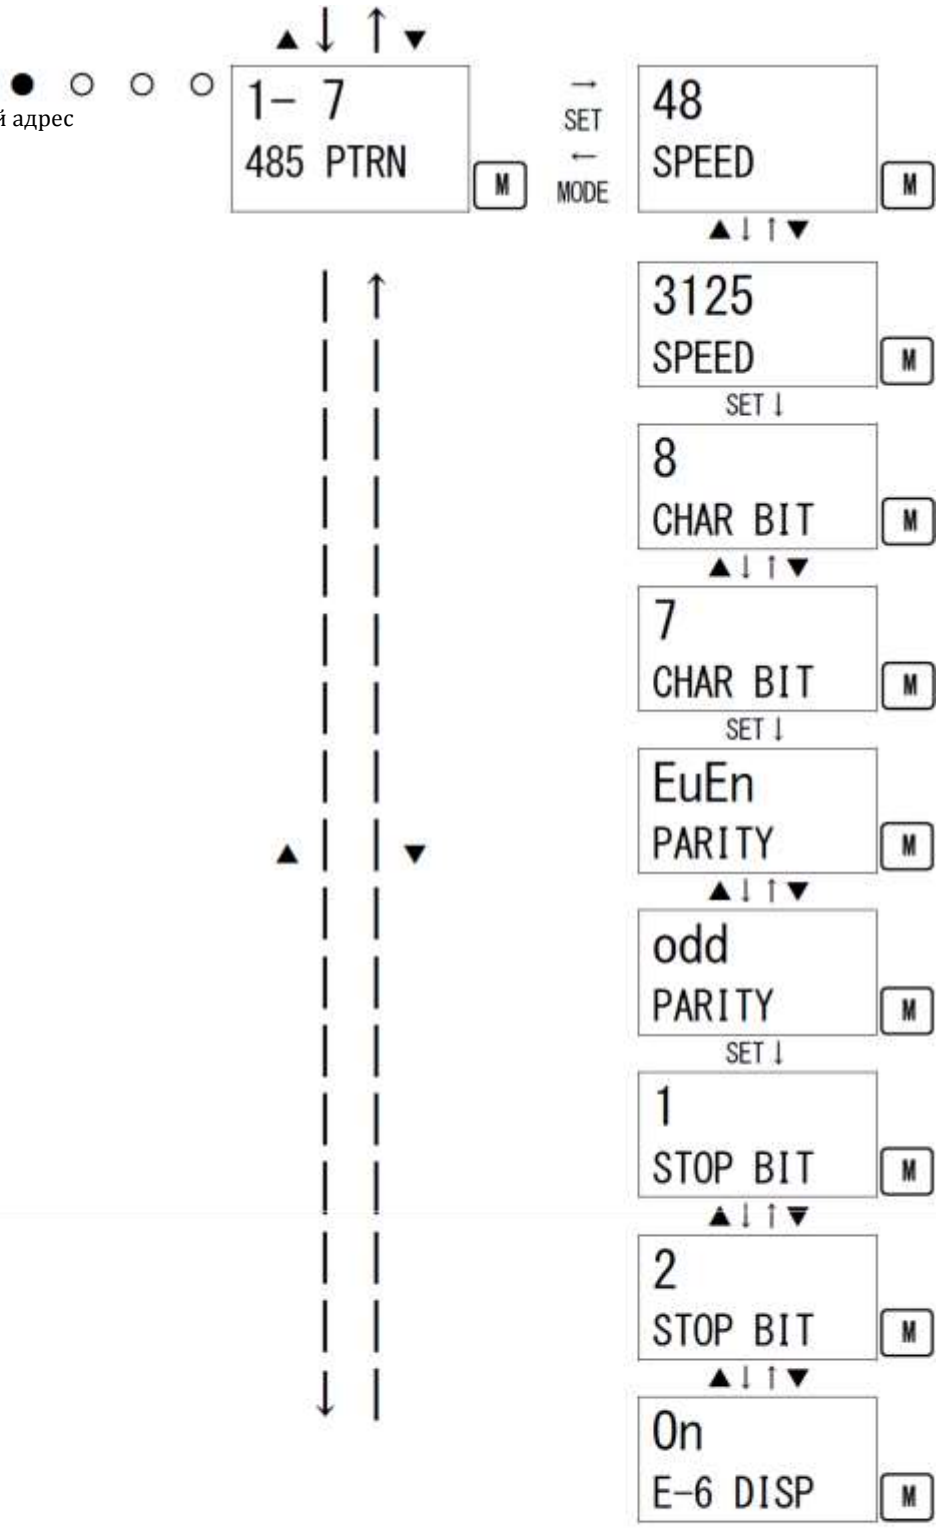 ▲ ↓ ↑ ▼
● ○ ○ ○
й адрес
1- 7
485 PTRN
M
→
SET
←
MODE
48
SPEED
M
▲↓↑▼
3125
SPEED
M
SET ↓
8
CHAR BIT
M
▲↓↑▼
7
CHAR BIT
M
SET ↓
EuEn
PARITY
M
▲ ▼
▲↓↑▼
odd
PARITY
M
SET ↓
1
STOP BIT
M
▲↓↑▼
2
STOP BIT
M
▲↓↑▼
On
E-6 DISP
M